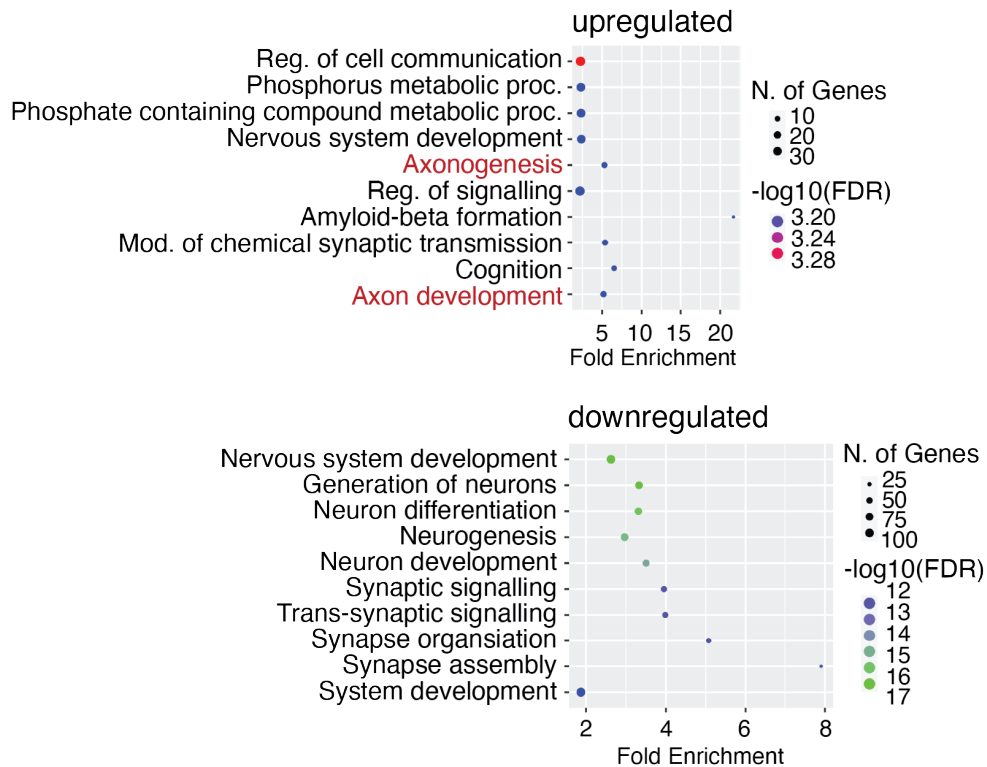 upregulated
Reg. of cell communication
Phosphorus metabolic proc.
Phosphate containing compound metabolic proc.
Nervous system development
Axonogenesis
Reg. of signalling
Amyloid-beta formation
Mod. of chemical synaptic transmission
Cognition
Axon development
5 10 15 20
Fold Enrichment
N. of Genes
10
20
30
-log10(FDR)
3.20
3.24
3.28
downregulated
Nervous system development
Generation of neurons
Neuron differentiation
Neurogenesis
Neuron development
Synaptic signalling
Trans-synaptic signalling
Synapse organsiation
Synapse assembly
System development
2 4 6 8
Fold Enrichment
N. of Genes
25
50
75
100
-log10(FDR)
12
13
14
15
16
17